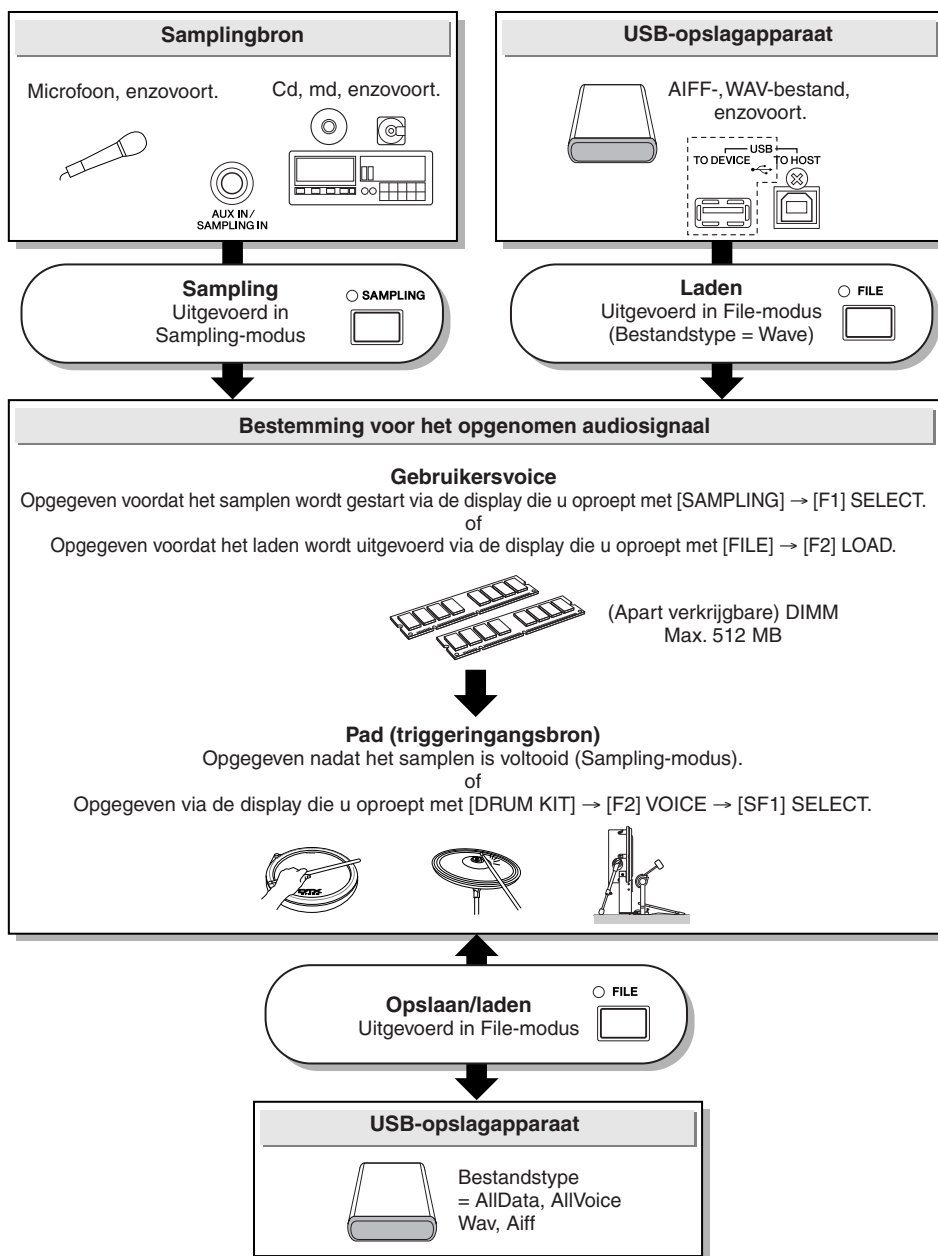 Samplingbron
Microfoon, enzovoort.
Cd, md, enzovoort.
AUX IN/
SAMPLING IN
USB-opslagapparaat
AIFF-, WAV-bestand,
enzovoort.
USB
TO DEVICE
TO HOST
Sampling
Uitgevoerd in
Sampling-modus
SAMPLING
Laden
Uitgevoerd in File-modus
(Bestandstype = Wave)
FILE
Bestemming voor het opgenomen audiosignaal
Gebruikersvoice
Opgegeven voordat het samplen wordt gestart via de display die u oproept met [SAMPLING] → [F1] SELECT.
of
Opgegeven voordat het laden wordt uitgevoerd via de display die u oproept met [FILE] → [F2] LOAD.
(Apart verkrijgbare) DIMM
Max. 512 MB
Pad (triggeringangsbron)
Opgegeven nadat het samplen is voltooid (Sampling-modus).
of
Opgegeven via de display die u oproept met [DRUM KIT] → [F2] VOICE → [SF1] SELECT.
Opslaan/laden
Uitgevoerd in File-modus
FILE
USB-opslagapparaat
Bestandstype
= AllData, AllVoice
Wav, Aiff